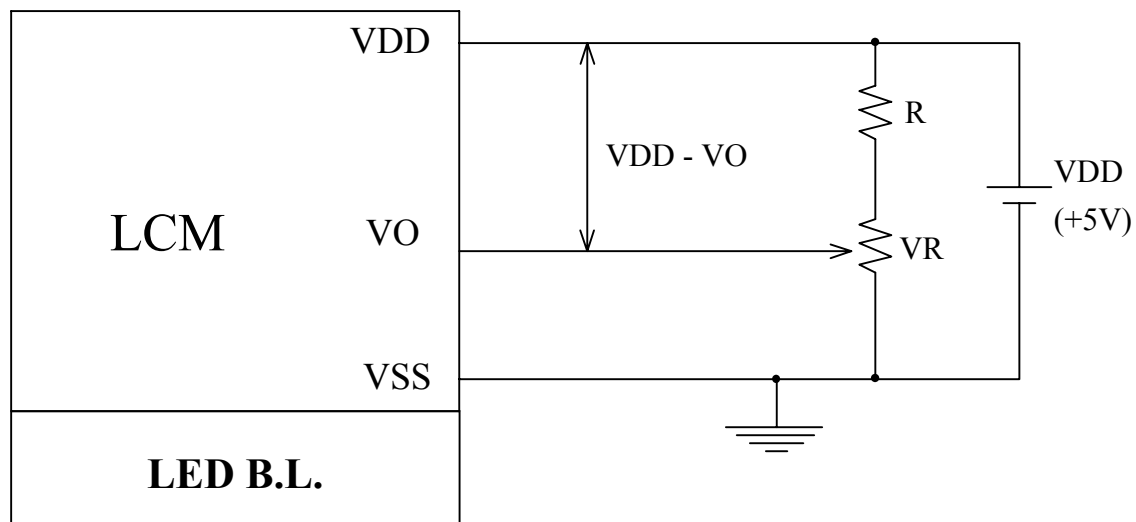 VDD
R
VDD - VO
VDD
(+5V)
LCM
VO
VR
VSS
LED B.L.